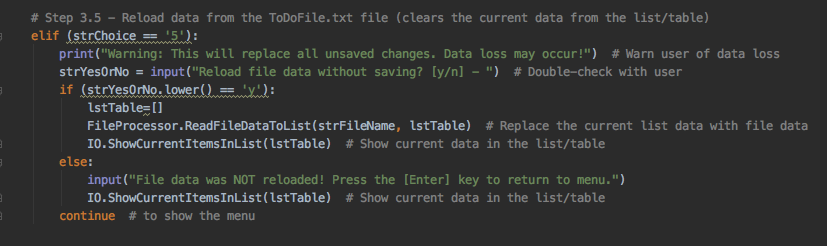 # Step 3.5 - Reload data from the ToDoFile.txt file (clears the current data from the list/table)
elif (strChoice == '5'):
    print("Warning: This will replace all unsaved changes. Data loss may occur!")  # Warn user of data loss
    strYesOrNo = input("Reload file data without saving? [y/n] - ")  # Double-check with user
    if (strYesOrNo.lower() == 'y'):
        lstTable=[]
        FileProcessor.ReadFileDataToList(strFileName, lstTable)  # Replace the current list data with file data
        IO.ShowCurrentItemsInList(lstTable)  # Show current data in the list/table
    else:
        input("File data was NOT reloaded! Press the [Enter] key to return to menu.")
        IO.ShowCurrentItemsInList(lstTable)  # Show current data in the list/table
    continue  # to show the menu